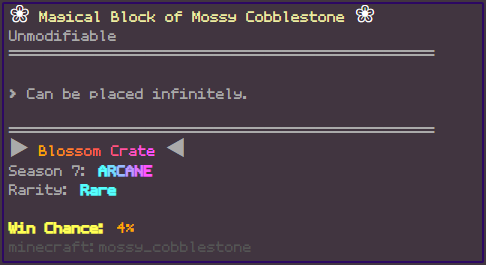 ❀ Magical Block of Mossy Cobblestone ❀
Unmodifiable
> Can be placed infinitely.
▶ Blossom Crate ◀
Season 7: ARCANE
Rarity: Rare
Win Chance: 4%
minecraft:mossy_cobblestone